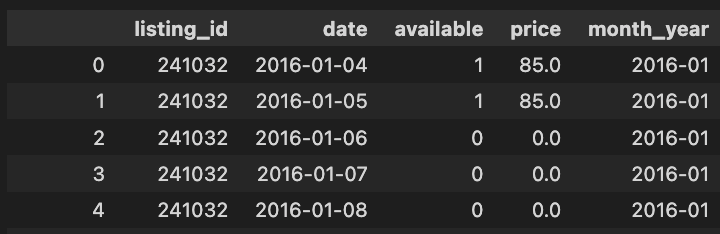 listing_id date available price month_year
0 241032 2016-01-04 1 85.0 2016-01
1 241032 2016-01-05 1 85.0 2016-01
2 241032 2016-01-06 0 0.0 2016-01
3 241032 2016-01-07 0 0.0 2016-01
4 241032 2016-01-08 0 0.0 2016-01